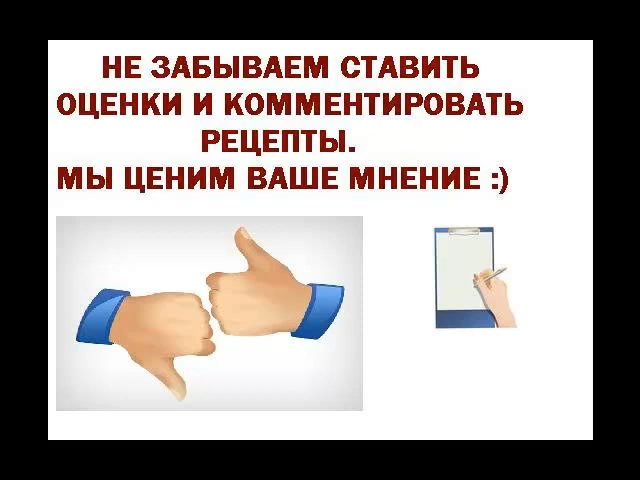 НЕ ЗАБЫВАЕМ СТАВИТЬ
ОЦЕНКИ И КОММЕНТИРОВАТЬ
РЕЦЕПТЫ.
МЫ ЦЕНИМ ВАШЕ МНЕНИЕ :)